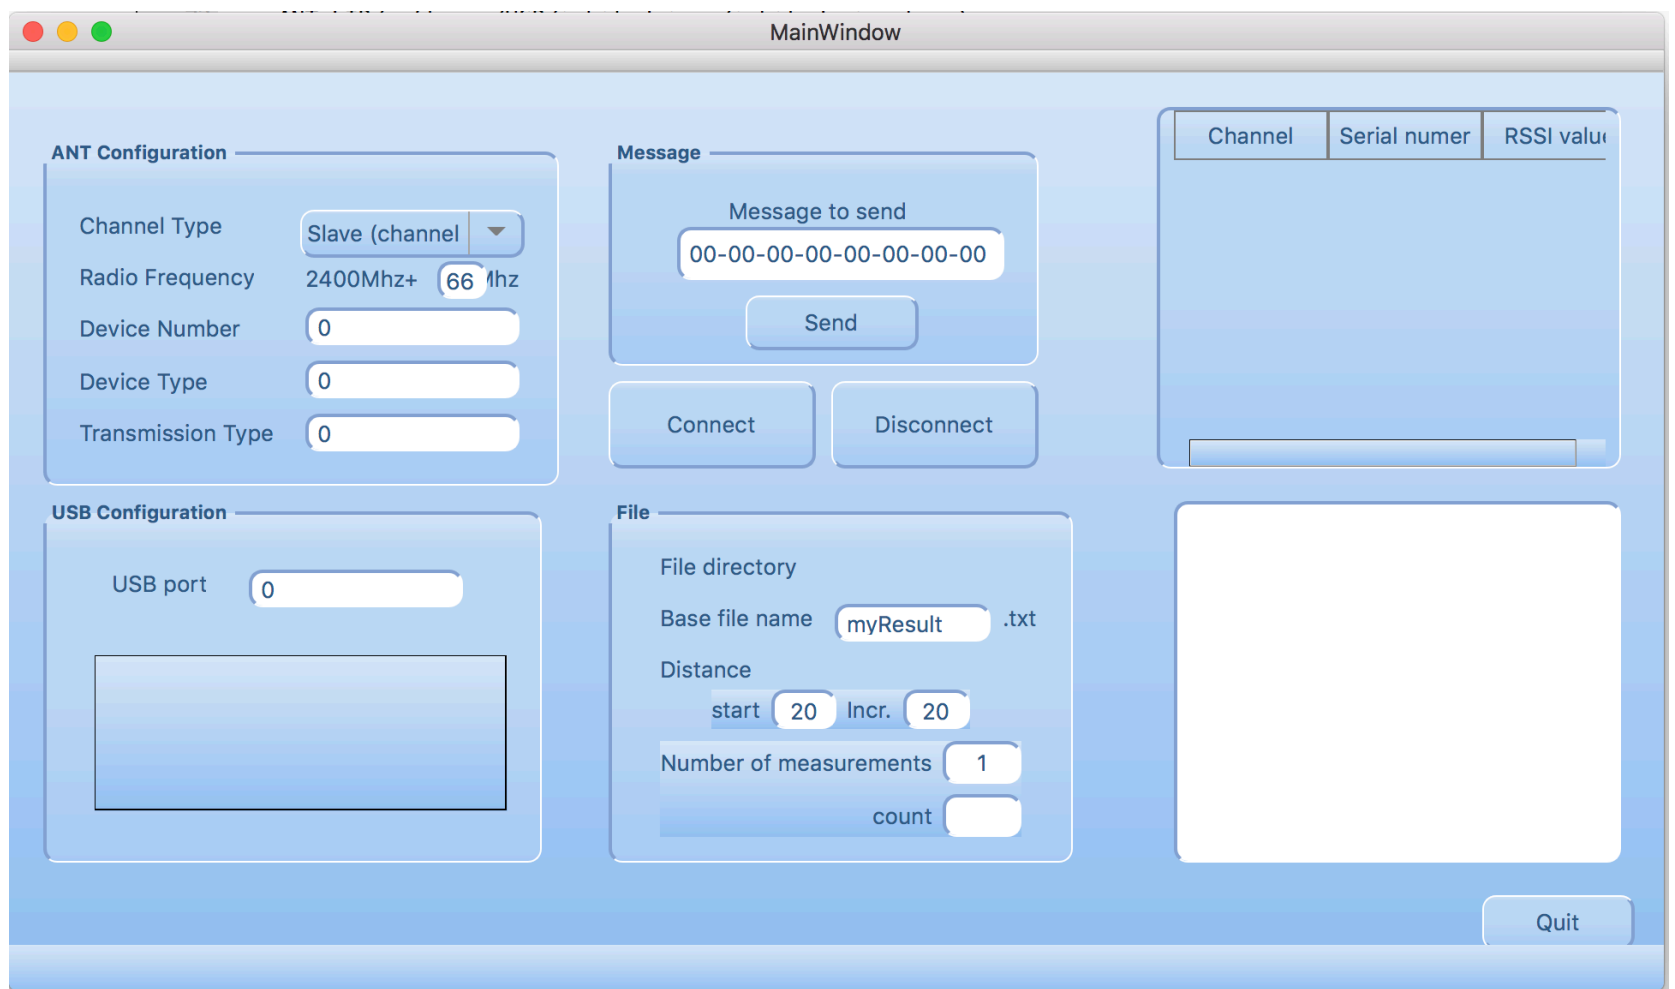 MainWindow
ANT Configuration
Channel Type
Slave (channel
Radio Frequency
2400Mhz+ 66 Mhz
Device Number
0
Device Type
0
Transmission Type
0
Message
Message to send
00-00-00-00-00-00-00-00
Send
Connect
Disconnect
Channel
Serial numer
RSSI value
USB Configuration
USB port
0
File
File directory
Base file name
myResult
.txt
Distance
start 20 Incr. 20
Number of measurements 1
count
Quit